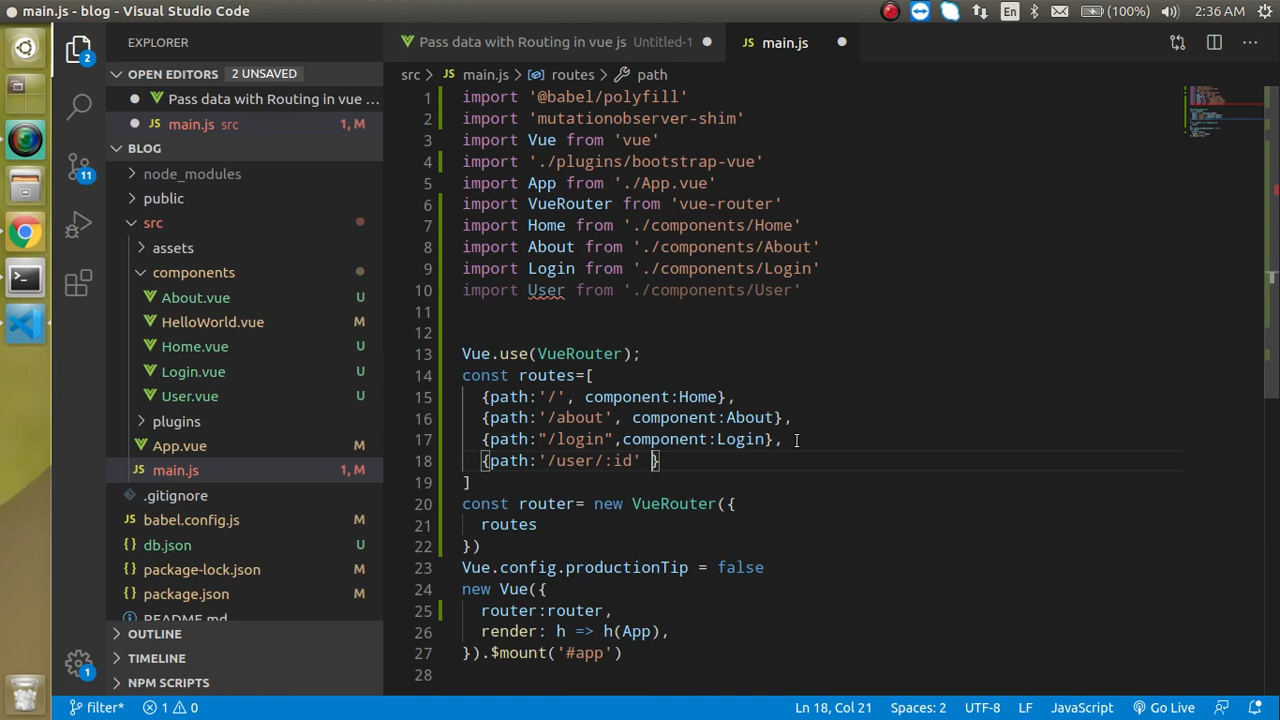 main.js - blog - Visual Studio Code
En
(100%)
2:36 AM
2
EXPLORER
OPEN EDITORS 2 UNSAVED
Pass data with Routing in vue ...
main.js src 1, M
BLOG
node_modules
public
src
assets
components
About.vue U
HelloWorld.vue M
Home.vue U
Login.vue U
User.vue U
plugins
App.vue M
main.js 1, M
.gitignore
babel.config.js M
db.json U
package-lock.json M
package.json M
README.md
OUTLINE
TIMELINE
NPM SCRIPTS
11
1
Pass data with Routing in vue js Untitled-1
JS main.js
src > JS main.js > routes > path
1 import '@babel/polyfill'
2 import 'mutationobserver-shim'
3 import Vue from 'vue'
4 import './plugins/bootstrap-vue'
5 import App from './App.vue'
6 import VueRouter from 'vue-router'
7 import Home from './components/Home'
8 import About from './components/About'
9 import Login from './components/Login'
10 import User from './components/User'
11
12
13 Vue.use(VueRouter);
14 const routes=[
15 {path:'/', component:Home},
16 {path:'/about', component:About},
17 {path:"/login",component:Login},
18 {path:'/user/:id' }
19 ]
20 const router= new VueRouter({
21 routes
22 })
23 Vue.config.productionTip = false
24 new Vue({
25 router:router,
26 render: h => h(App),
27 }).$mount('#app')
28
filter* 1 0
Ln 18, Col 21 Spaces: 2 UTF-8 LF JavaScript Go Live